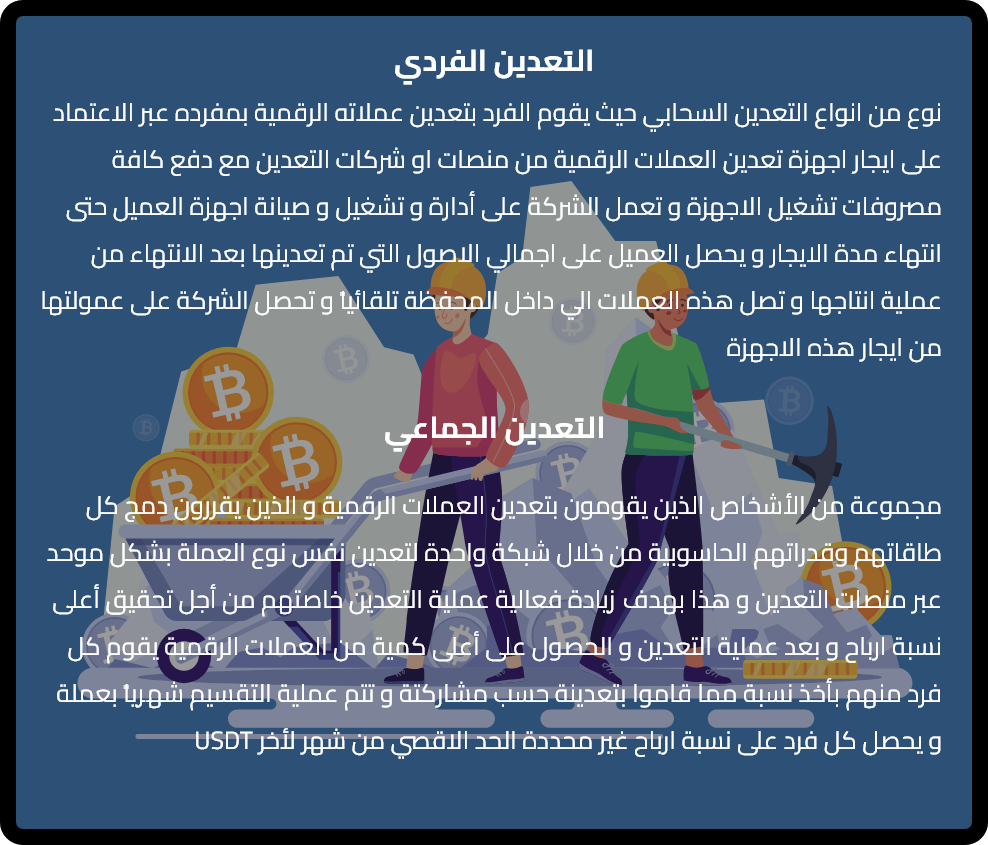 التعدين الفردي
نوع من انواع التعدين السحابي حيث يقوم الفرد بتعدين عملاته الرقمية بمفرده عبر الاعتماد
على ايجار اجهزة تعدين العملات الرقمية من منصات او شركات التعدين مع دفع كافة
مصروفات تشغيل الاجهزة و تعمل الشركة على أدارة و تشغيل و صيانة اجهزة العميل حتى
انتهاء مدة الايجار و يحصل العميل على اجمالي الاصول التي تم تعدينها بعد الانتهاء من
عملية انتاجها و تصل هذه العملات الي داخل المحفظة تلقائياً و تحصل الشركة على عمولتها
من ايجار هذه الاجهزة
التعدين الجماعي
مجموعة من الأشخاص الذين يقومون بتعدين العملات الرقمية و الذين يقررون دمج كل
طاقاتهم وقدراتهم الحاسوبية من خلال شبكة واحدة لتعدين نفس نوع العملة بشكل موحد
عبر منصات التعدين و هذا بهدف زيادة فعالية عملية التعدين خاصتهم من أجل تحقيق أعلى
نسبة ارباح و بعد عملية التعدين و الحصول على أعلى كمية من العملات الرقمية يقوم كل
فرد منهم بأخذ نسبة مما قاموا بتعدينة حسب مشاركتة و تتم عملية التقسيم شهرياً بعملة
و يحصل كل فرد على نسبة ارباح غير محددة الحد الاقصي من شهر لأخر USDT